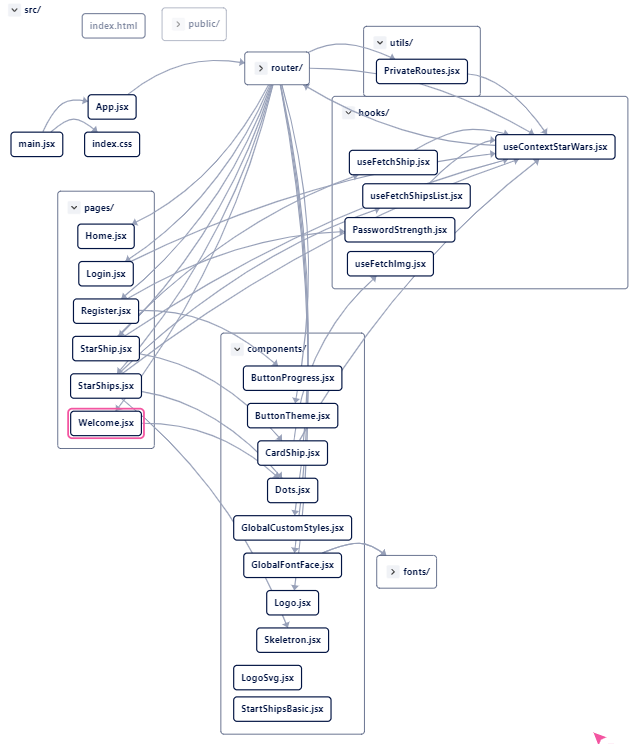 src/
index.html
public/
utils/
PrivateRoutes.jsx
router/
App.jsx
main.jsx
index.css
hooks/
useContextStarWars.jsx
useFetchShip.jsx
useFetchShipsList.jsx
PasswordStrength.jsx
useFetchImg.jsx
pages/
Home.jsx
Login.jsx
Register.jsx
StarShip.jsx
StarShips.jsx
Welcome.jsx
components/
ButtonProgress.jsx
ButtonTheme.jsx
CardShip.jsx
Dots.jsx
GlobalCustomStyles.jsx
GlobalFontFace.jsx
Logo.jsx
Skeletron.jsx
LogoSvg.jsx
StartShipsBasic.jsx
fonts/